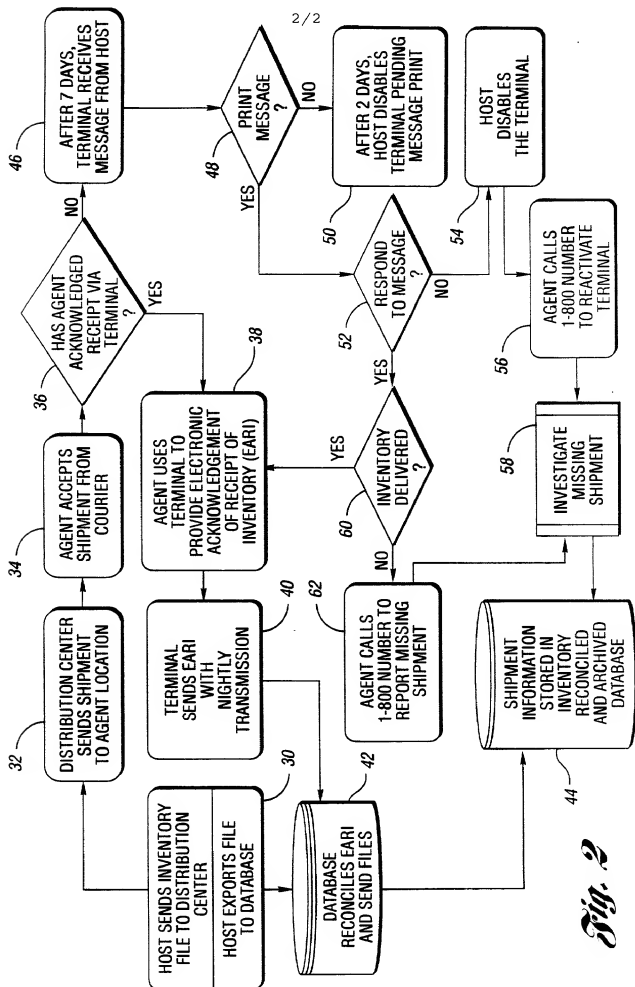 2/2
HOST SENDS INVENTORY
FILE TO DISTRIBUTION
CENTER
HOST EXPORTS FILE
TO DATABASE
30
32
DISTRIBUTION CENTER
SENDS SHIPMENT
TO AGENT LOCATION
34
AGENT ACCEPTS
SHIPMENT FROM
COURIER
36
HAS AGENT
ACKNOWLEDGED
RECEIPT VIA
TERMINAL
?
NO
YES
46
AFTER 7 DAYS,
TERMINAL RECEIVES
MESSAGE FROM HOST
38
AGENT USES
TERMINAL TO
PROVIDE ELECTRONIC
ACKNOWLEDGEMENT
OF RECEIPT OF
INVENTORY (EARI)
40
TERMINAL
SENDS EARI
WITH
NIGHTLY
TRANSMISSION
42
DATABASE
RECONCILES EARI
AND SEND FILES
PRINT
MESSAGE
?
48
YES
NO
50
AFTER 2 DAYS,
HOST DISABLES
TERMINAL PENDING
MESSAGE PRINT
52
RESPOND
TO MESSAGE
?
YES
NO
54
HOST
DISABLES
THE TERMINAL
56
AGENT CALLS
1-800 NUMBER
TO REACTIVATE
TERMINAL
60
INVENTORY
DELIVERED
?
YES
NO
62
AGENT CALLS
1-800 NUMBER TO
REPORT MISSING
SHIPMENT
58
INVESTIGATE
MISSING
SHIPMENT
SHIPMENT
INFORMATION
STORED IN
INVENTORY
RECONCILED
AND ARCHIVED
DATABASE
44
Fig. 2